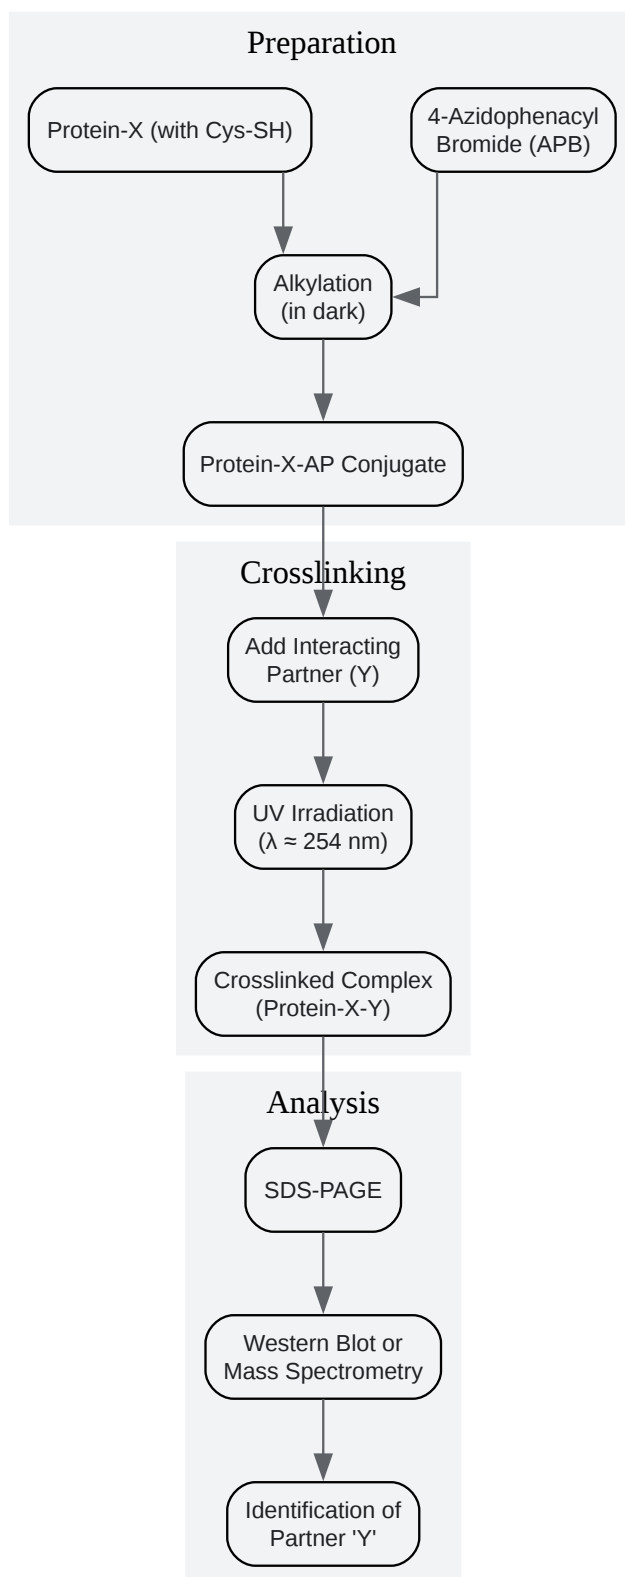 Preparation
Protein-X (with Cys-SH)
4-Azidophenacyl
Bromide (APB)
Alkylation
(in dark)
Protein-X-AP Conjugate
Crosslinking
Add Interacting
Partner (Y)
UV Irradiation
(λ ≈ 254 nm)
Crosslinked Complex
(Protein-X-Y)
Analysis
SDS-PAGE
Western Blot or
Mass Spectrometry
Identification of
Partner 'Y'